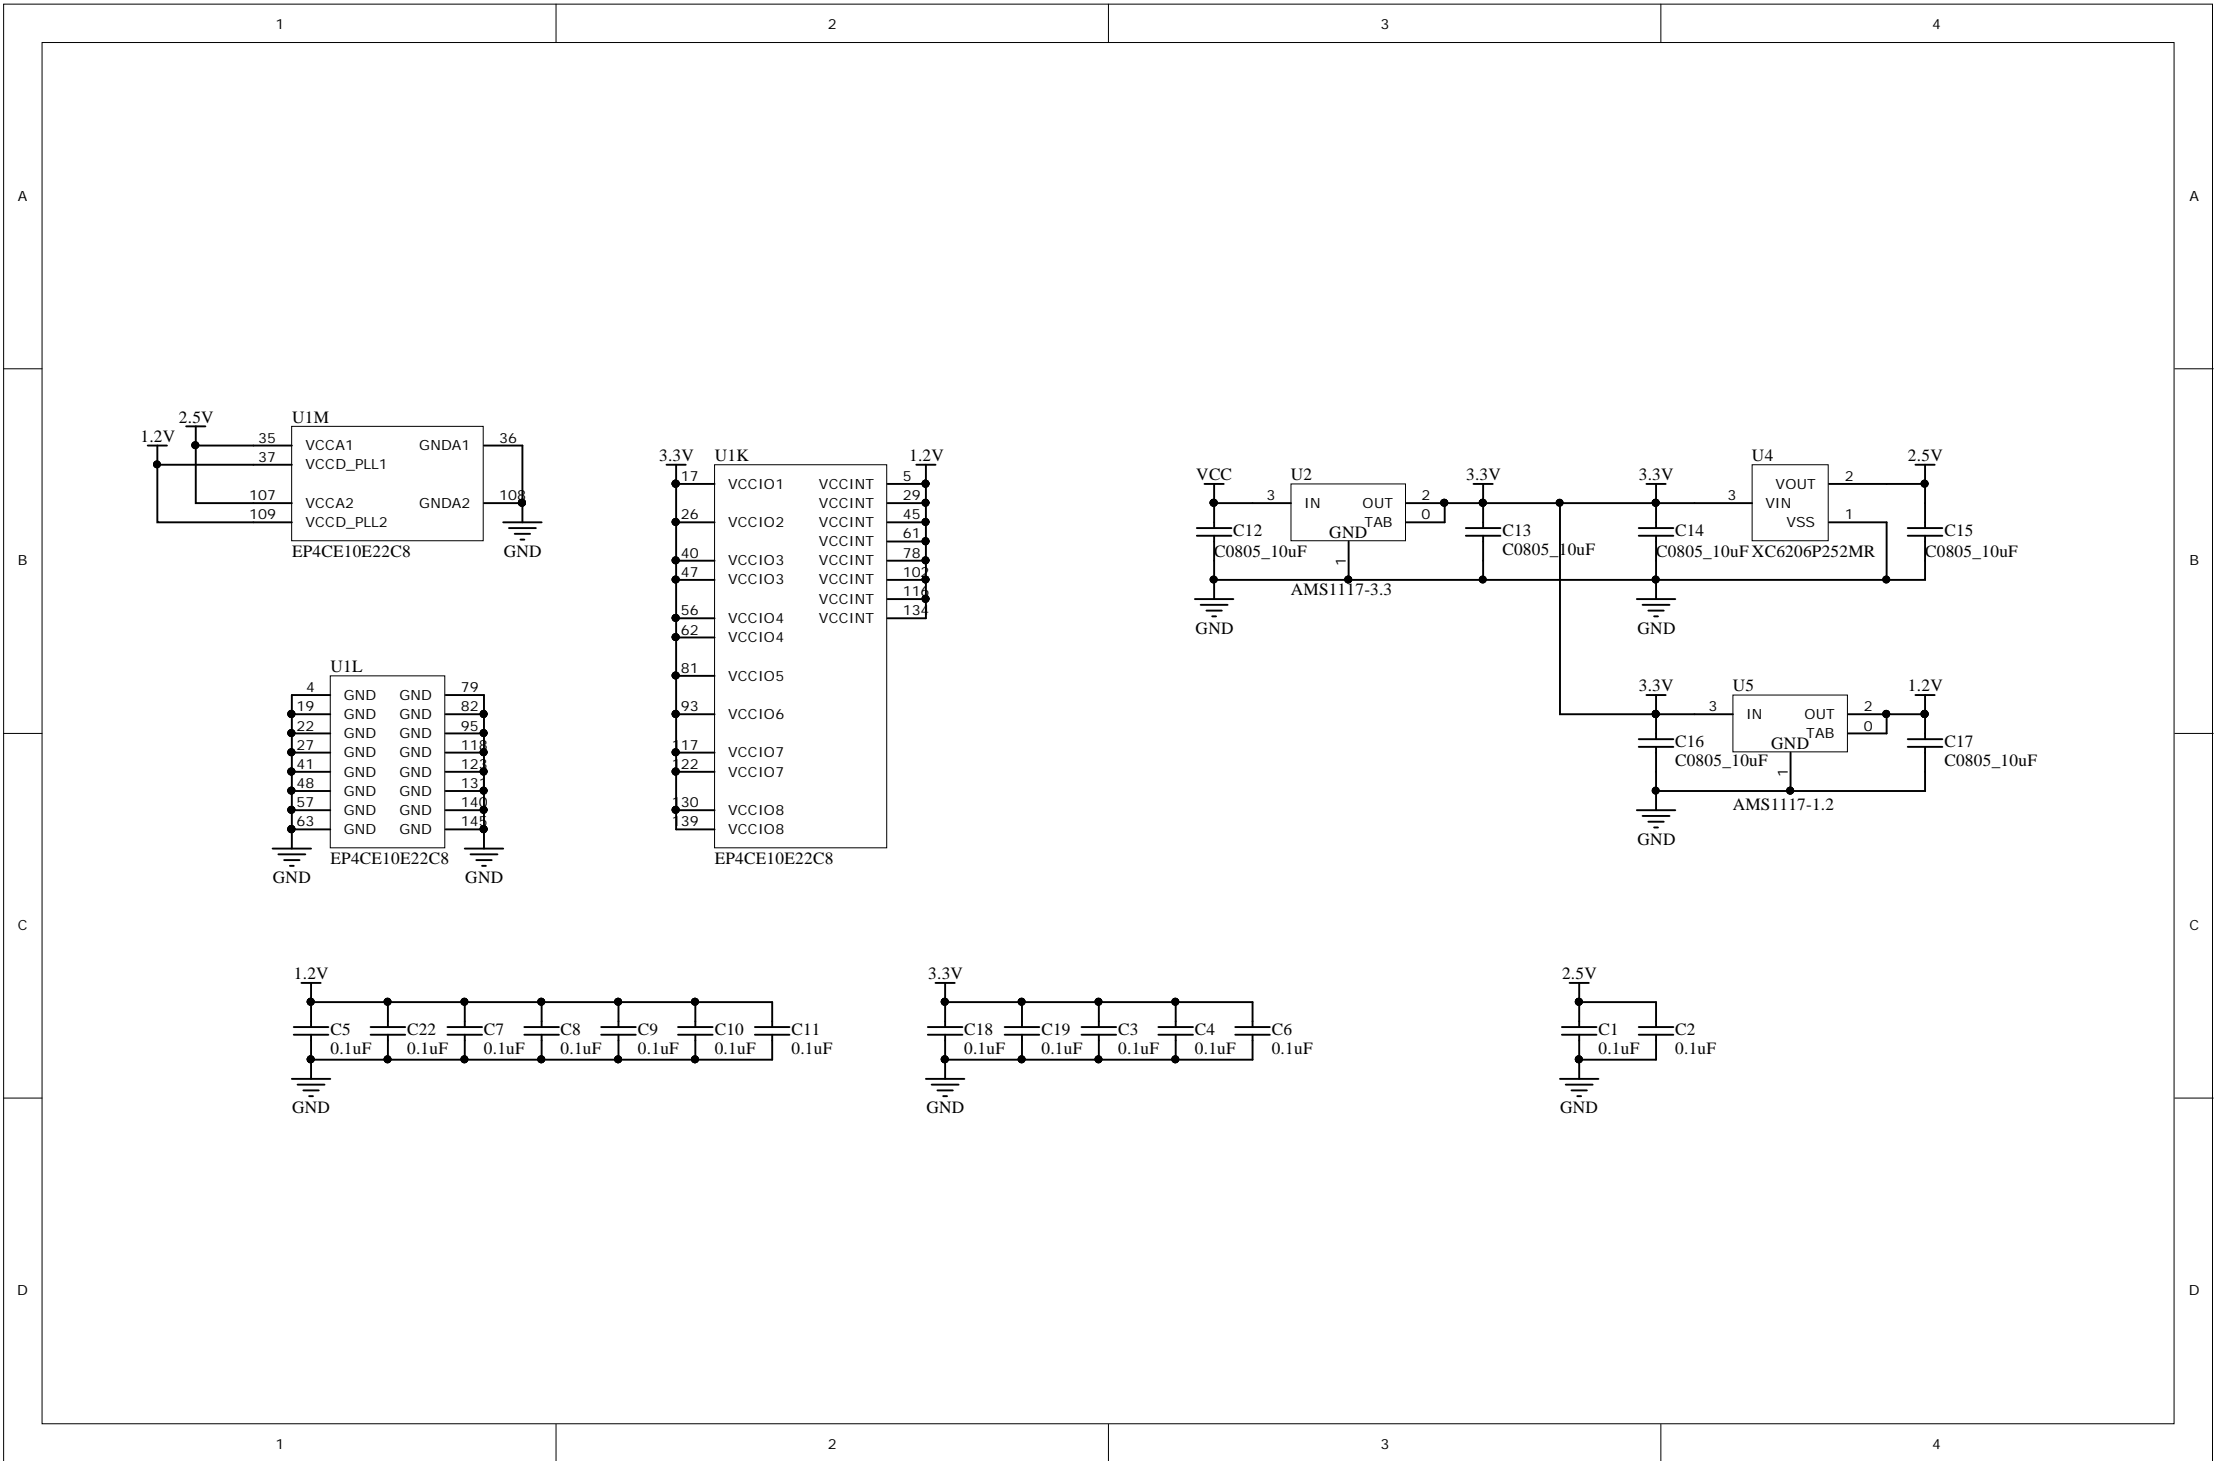 1 2 3 4
A A
2.5V
1.2V
U1M
35 VCCA1 GNDA1 36
37 VCCD_PLL1
107 VCCA2 GNDA2 108
109 VCCD_PLL2
EP4CE10E22C8
GND
3.3V U1K 1.2V
17 VCCIO1 VCCINT 5
VCCINT 29
26 VCCIO2 VCCINT 45
VCCINT 61
40 VCCIO3 VCCINT 78
47 VCCIO3 VCCINT 102
VCCINT 116
56 VCCIO4 VCCINT 134
62 VCCIO4
81 VCCIO5
93 VCCIO6
117 VCCIO7
122 VCCIO7
130 VCCIO8
139 VCCIO8
EP4CE10E22C8
VCC U2 3.3V
3 IN OUT 2
TAB 0
GND
1
AMS1117-3.3
C12
C0805_10uF
GND
C13
C0805_10uF
3.3V U4 2.5V
VOUT 2
3 VIN
VSS 1
XC6206P252MR
C14
C0805_10uF
GND
C15
C0805_10uF
B B
U1L
4 GND GND 79
19 GND GND 82
22 GND GND 95
27 GND GND 118
41 GND GND 123
48 GND GND 131
57 GND GND 140
63 GND GND 145
EP4CE10E22C8
GND GND
3.3V U5 1.2V
3 IN OUT 2
TAB 0
GND
1
AMS1117-1.2
C16
C0805_10uF
GND
C17
C0805_10uF
C C
1.2V
C5 C22 C7 C8 C9 C10 C11
0.1uF 0.1uF 0.1uF 0.1uF 0.1uF 0.1uF 0.1uF
GND
3.3V
C18 C19 C3 C4 C6
0.1uF 0.1uF 0.1uF 0.1uF 0.1uF
GND
2.5V
C1 C2
0.1uF 0.1uF
GND
D D
1 2 3 4